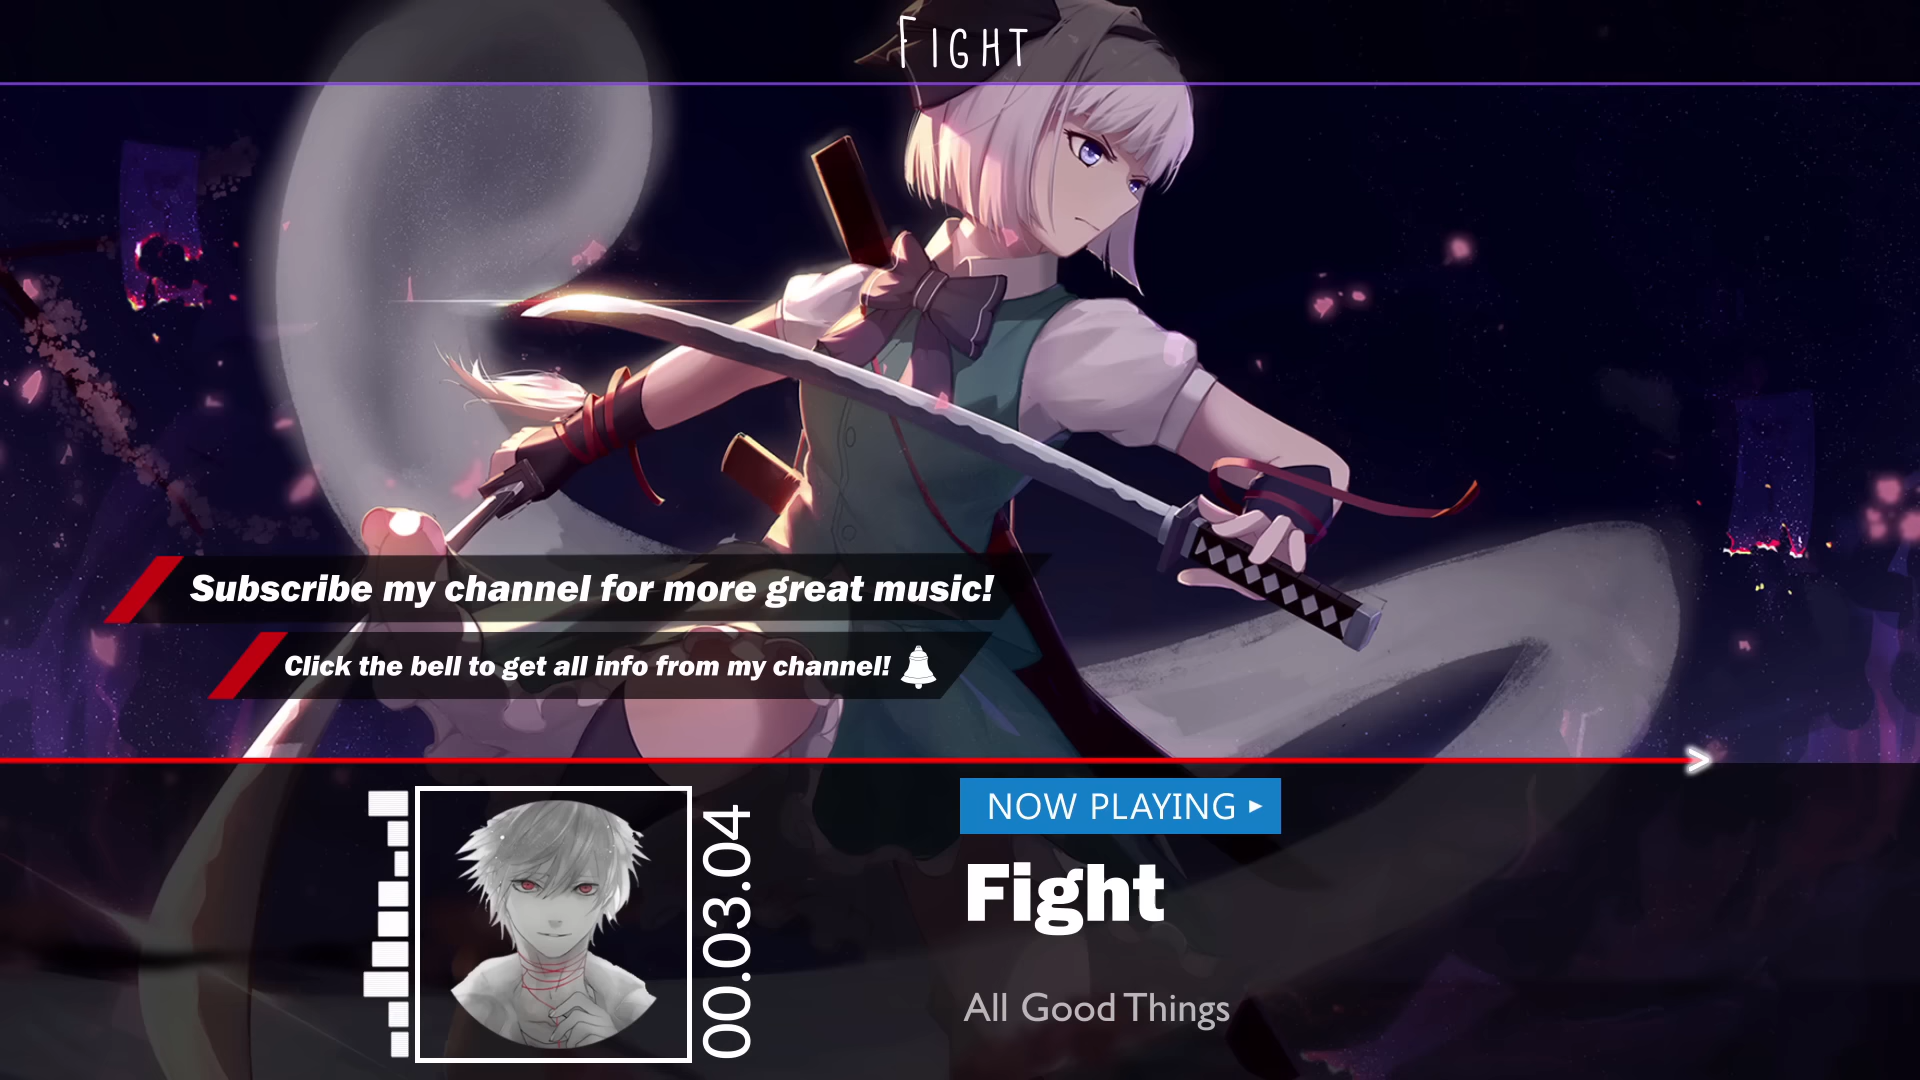 FIGHT
Subscribe my channel for more great music!
Click the bell to get all info from my channel!
NOW PLAYING ▸
00.03.04
Fight
All Good Things